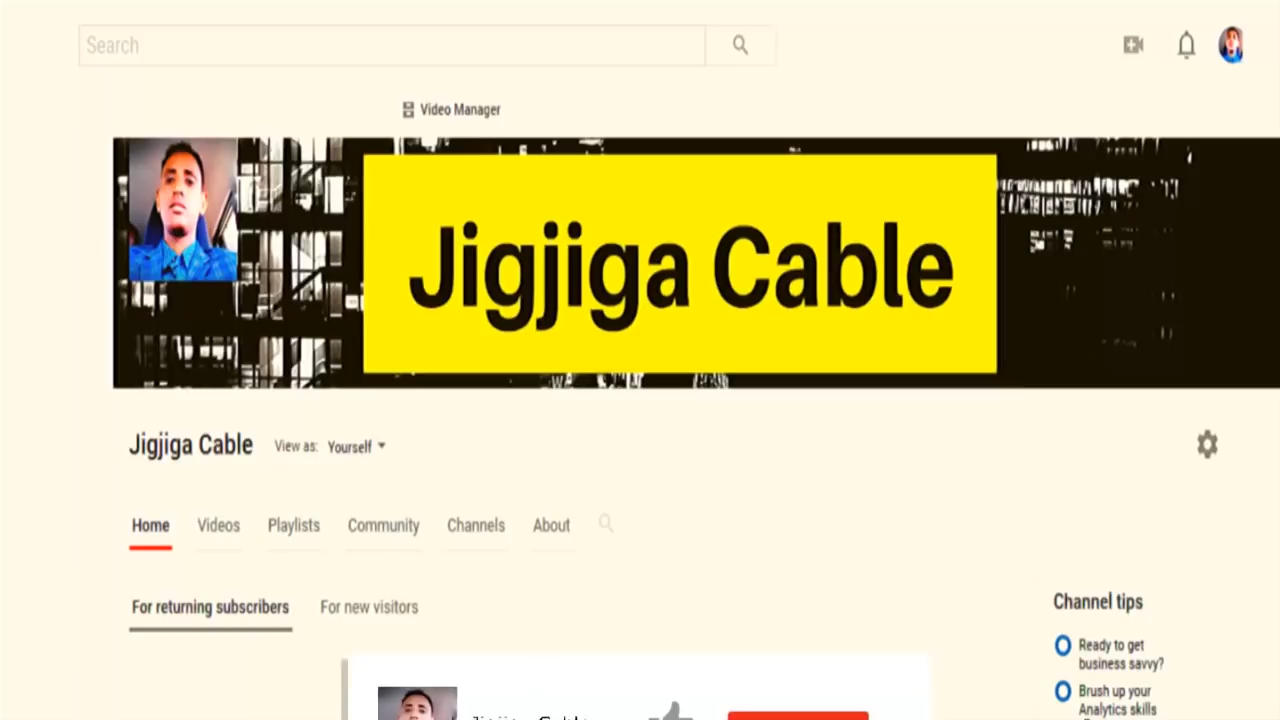 Search
Video Manager
Jigjiga Cable
Jigjiga Cable View as: Yourself
Home Videos Playlists Community Channels About
For returning subscribers For new visitors
Channel tips
Ready to get
business savvy?
Brush up your
Analytics skills